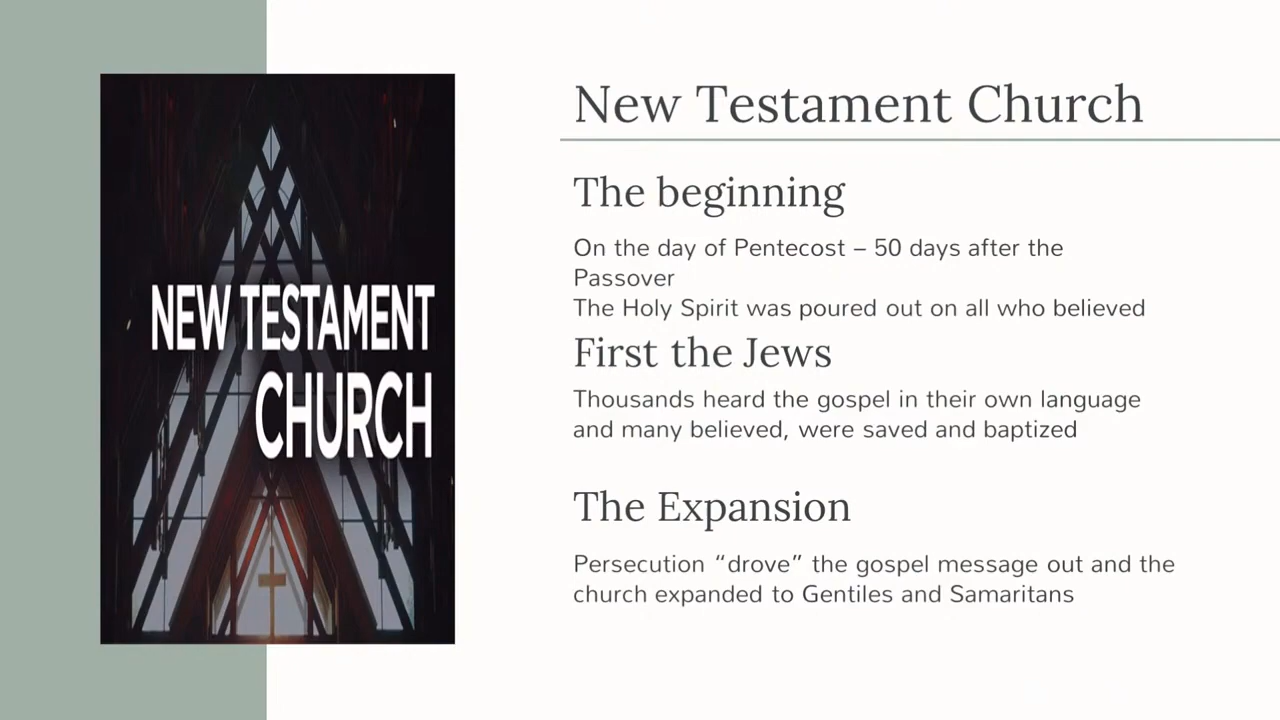 NEW TESTAMENT
CHURCH
New Testament Church
The beginning
On the day of Pentecost – 50 days after the
Passover
The Holy Spirit was poured out on all who believed
First the Jews
Thousands heard the gospel in their own language
and many believed, were saved and baptized
The Expansion
Persecution “drove” the gospel message out and the
church expanded to Gentiles and Samaritans